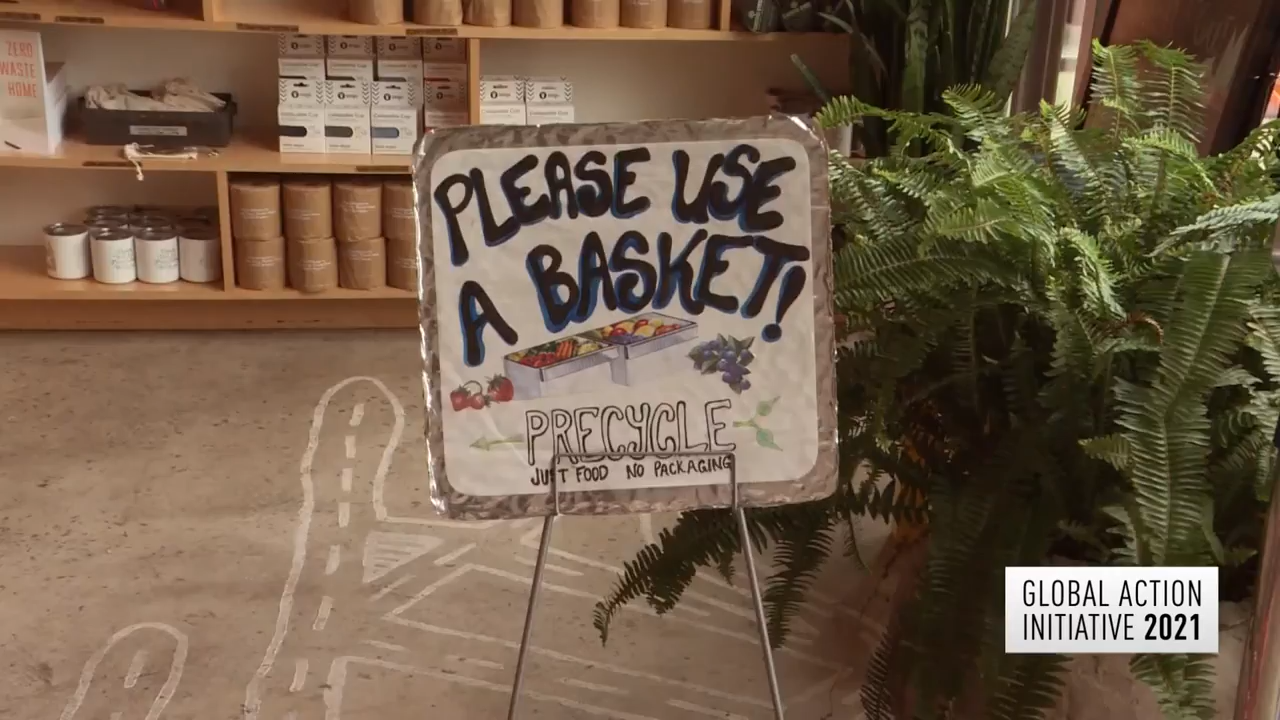 ZERO
WASTE
HOME
PLEASE USE
A BASKET!
PRECYCLE
JUST FOOD NO PACKAGING
GLOBAL ACTION
INITIATIVE 2021